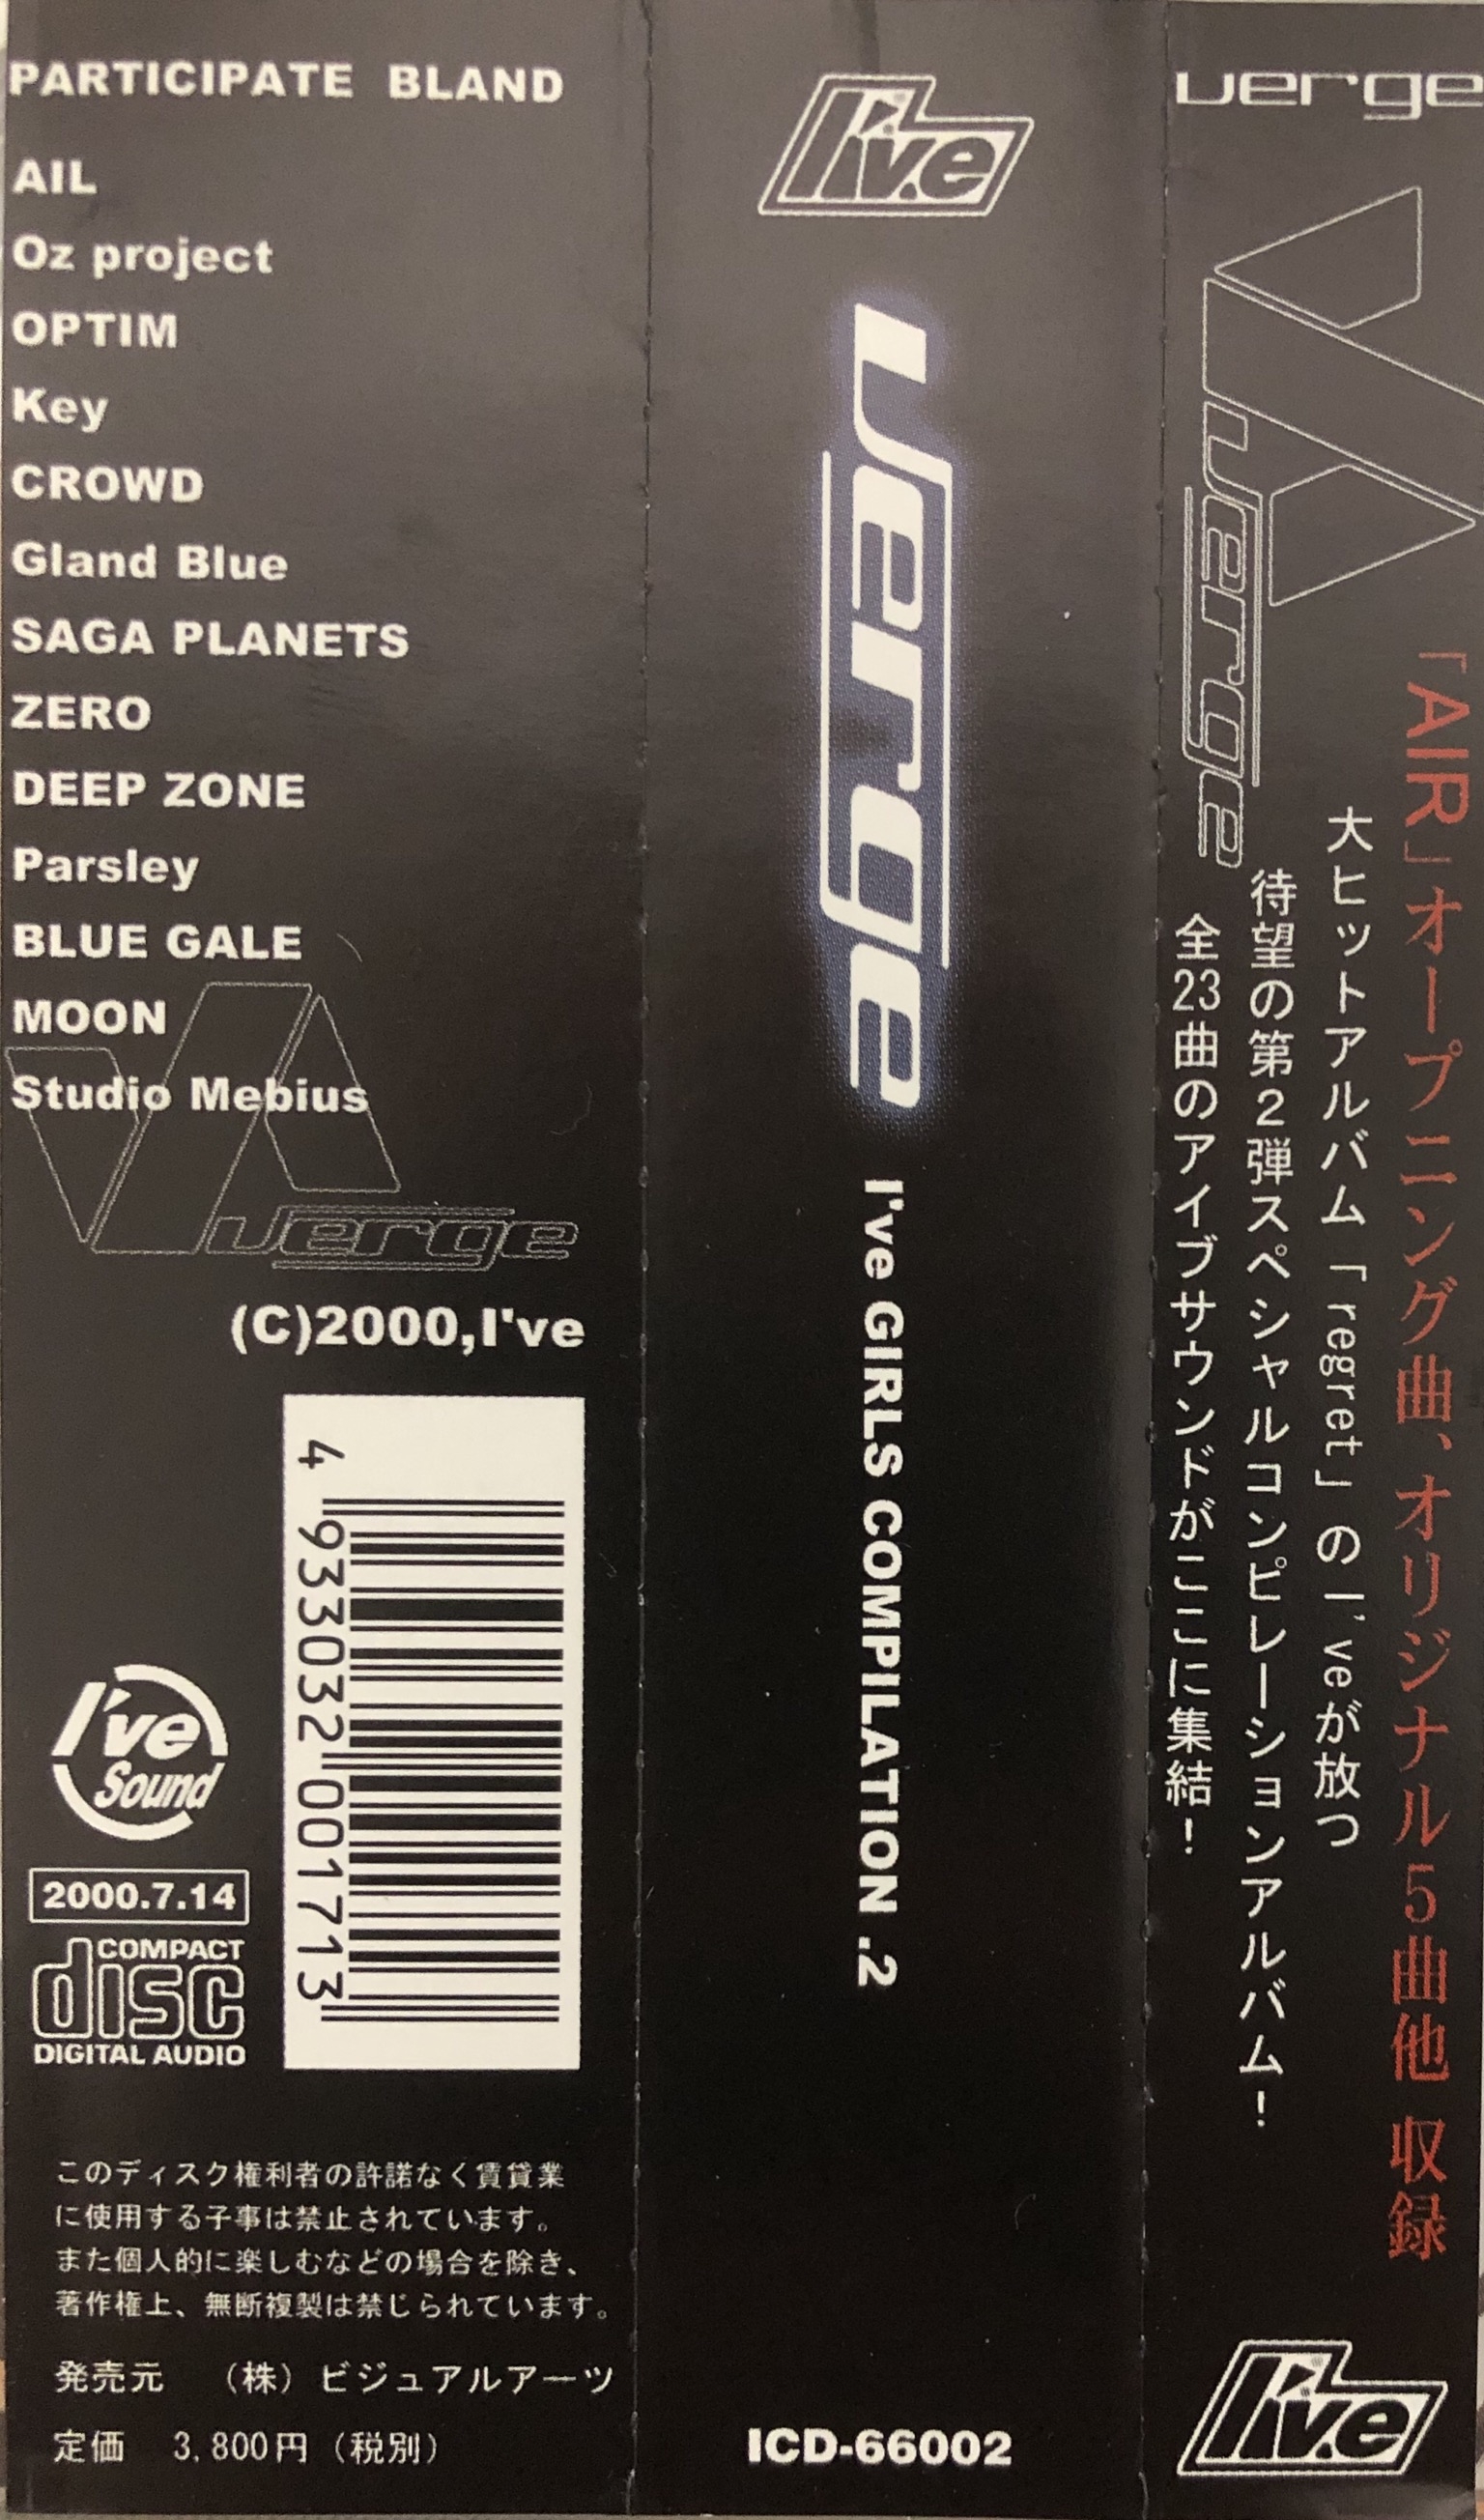 PARTICIPATE BLAND
AIL
Oz project
OPTIM
Key
CROWD
Gland Blue
SAGA PLANETS
ZERO
DEEP ZONE
Parsley
BLUE GALE
MOON
Studio Mebius
verge
(C)2000,I've
4 933032 001713
I've
Sound
2000.7.14
COMPACT
disc
DIGITAL AUDIO
このディスク権利者の許諾なく賃貸業
に使用する子事は禁止されています。
また個人的に楽しむなどの場合を除き、
著作権上、無断複製は禁じられています。
発売元 （株）ビジュアルアーツ
定価 3,800円（税別）
I've
verge
I've GIRLS COMPILATION .2
ICD-66002
verge
verge
「AIR」オープニング曲、オリジナル5曲他 収録
大ヒットアルバム「regret」のI'veが放つ
待望の第2弾スペシャルコンピレーションアルバム！
全23曲のアイブサウンドがここに集結！
I've